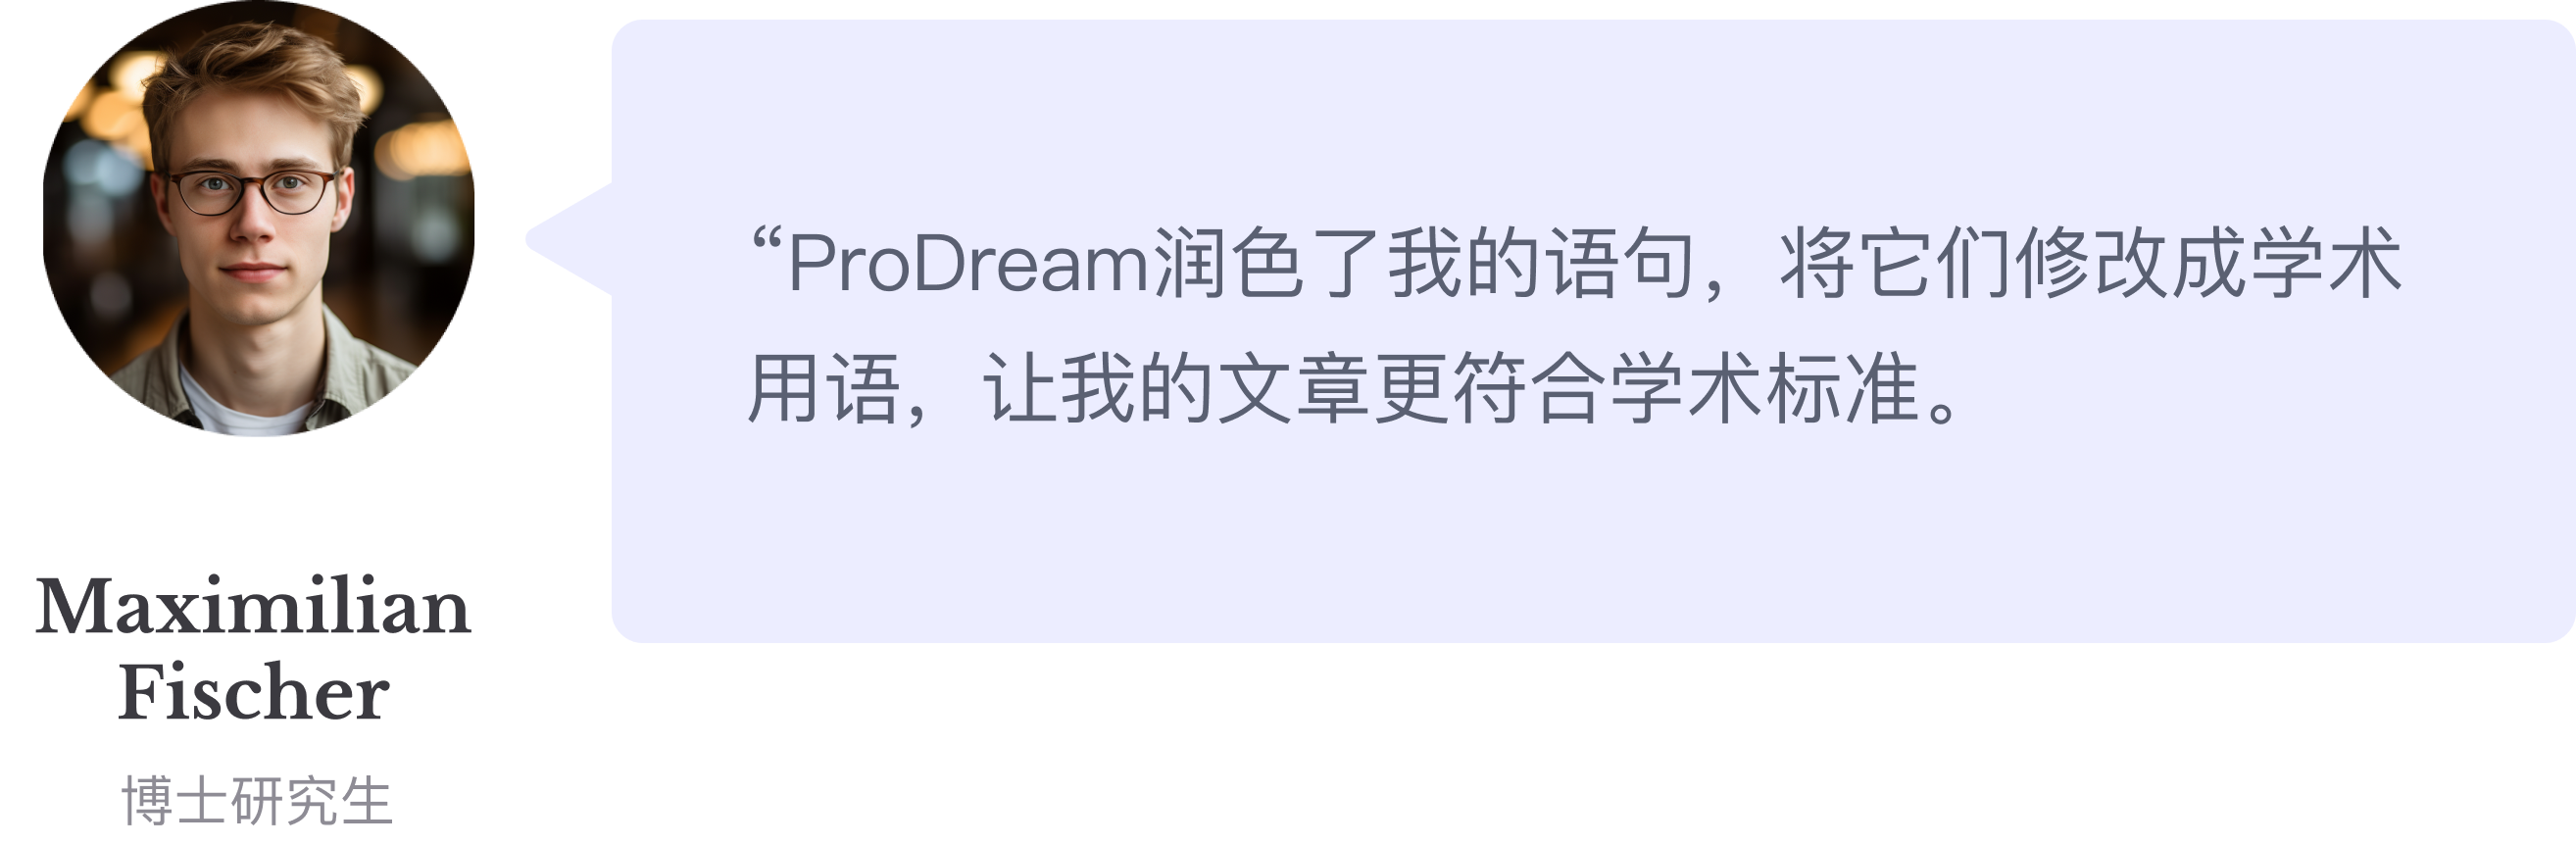 “ProDream润色了我的语句，将它们修改成学术
用语，让我的文章更符合学术标准。
Maximilian
Fischer
博士研究生